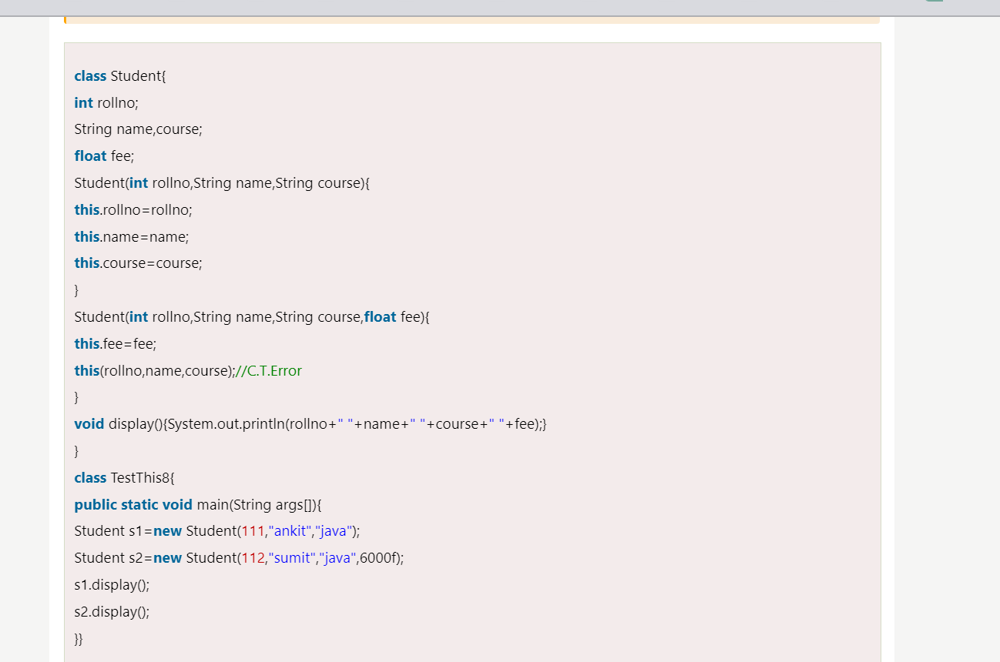 class Student{
int rollno;
String name,course;
float fee;
Student(int rollno,String name,String course){
this.rollno=rollno;
this.name=name;
this.course=course;
}
Student(int rollno,String name,String course,float fee){
this.fee=fee;
this(rollno,name,course);//C.T.Error
}
void display(){System.out.println(rollno+" "+name+" "+course+" "+fee);}
}
class TestThis8{
public static void main(String args[]){
Student s1=new Student(111,"ankit","java");
Student s2=new Student(112,"sumit","java",6000f);
s1.display();
s2.display();
}}